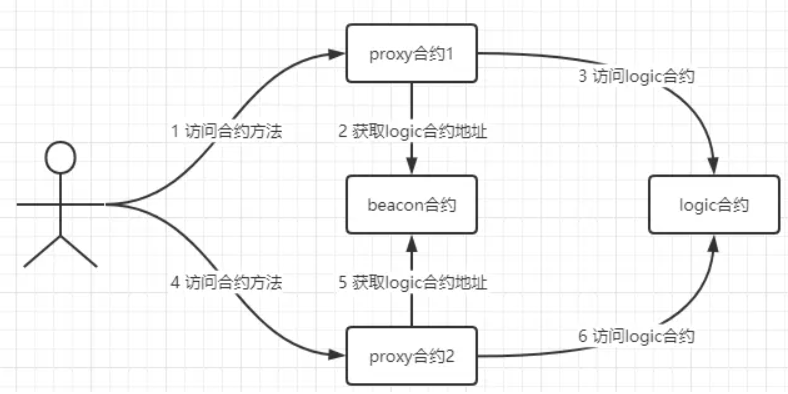 proxy合约1
3 访问logic合约
1 访问合约方法
2 获取logic合约地址
beacon合约
logic合约
4 访问合约方法
5 获取logic合约地址
6 访问logic合约
proxy合约2